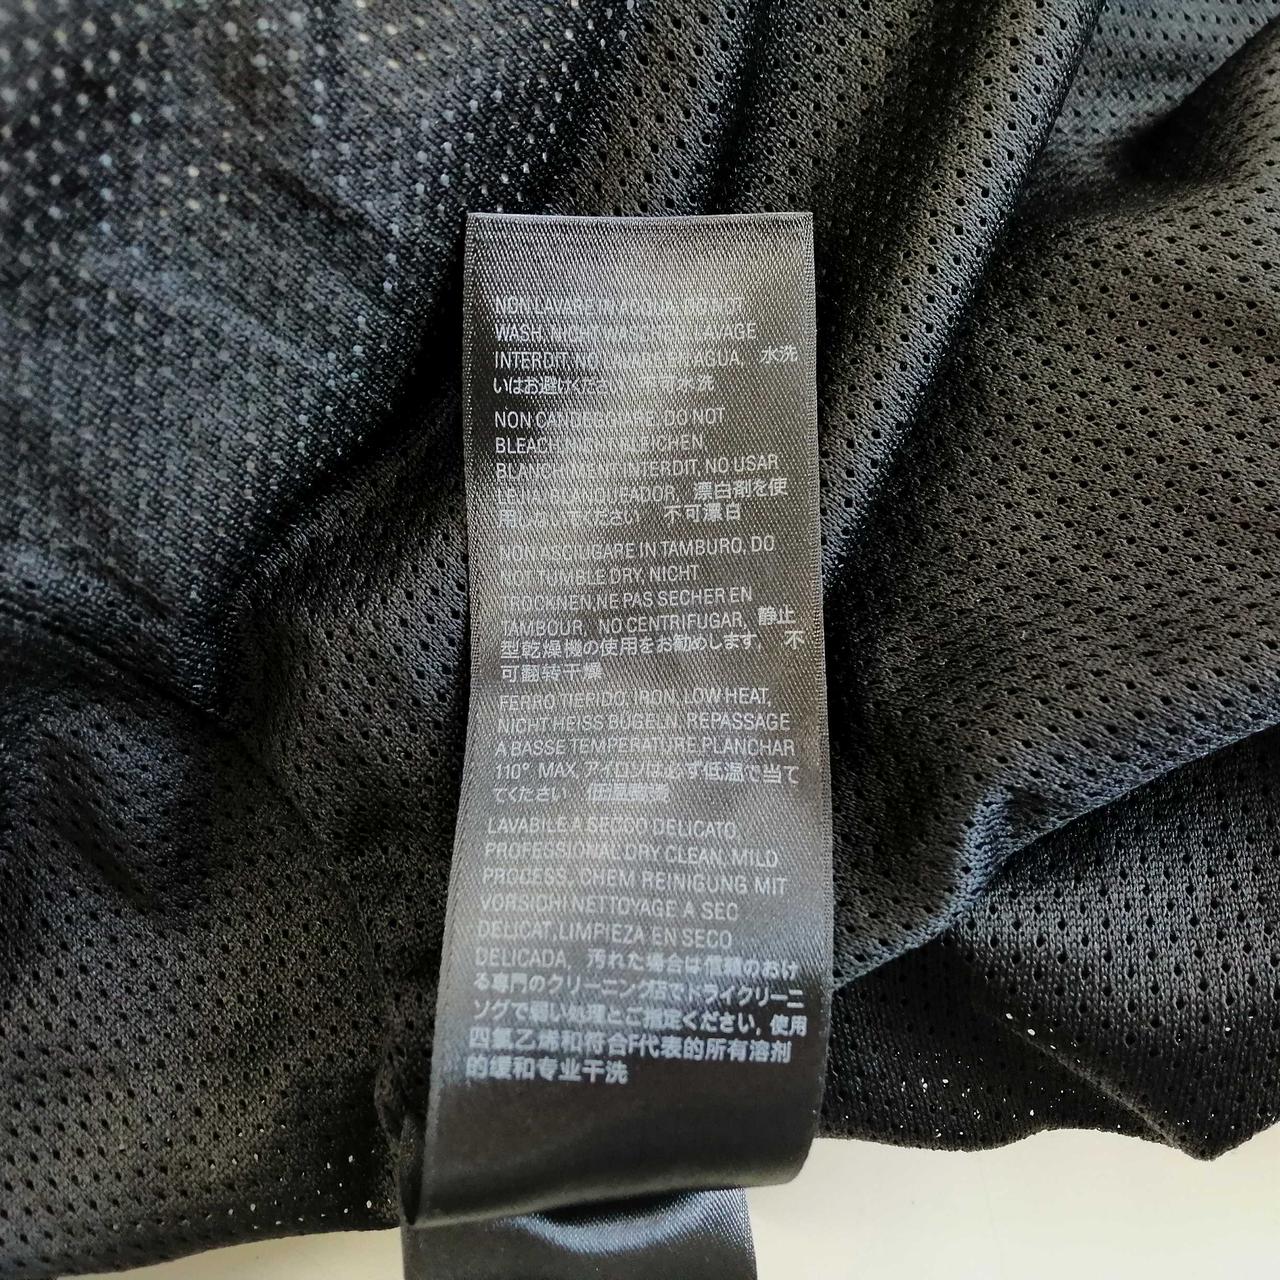 NON LAVARE IN
WASH, NICHT LAVAGE
INTERDIT, NO AGUA, 水洗
いはお避けください 不可水洗
NON CANDEGGIARE, DO NOT
BLEACH, BLEICHEN,
BLANCHIMENT INTERDIT, NO USAR
LEJIA, BLANQUEADOR, 漂白剤を使
用しないでください 不可漂白
NON ASCIUGARE IN TAMBURO, DO
NOT TUMBLE DRY, NICHT
TROCKNEN, NE PAS SECHER EN
TAMBOUR, NO CENTRIFUGAR, 静止
型乾燥機の使用をお勧めします, 不
可翻转干燥
FERRO TIEPIDO, IRON, LOW HEAT,
NICHT HEISS BUGELN, REPASSAGE
A BASSE TEMPERATURE, PLANCHAR
110° MAX, アイロンは必ず低温で当て
てください
LAVABILE A SECCO DELICATO,
PROFESSIONAL DRY CLEAN, MILD
PROCESS, CHEM REINIGUNG MIT
VORSICHT NETTOYAGE A SEC
DELICAT, LIMPIEZA EN SECO
DELICADA, 汚れた場合は信頼のおけ
る専門のクリーニング店でドライクリーニ
ングで弱い処理とご指定ください, 使用
四氯乙烯和符合F代表的所有溶剂
的缓和专业干洗